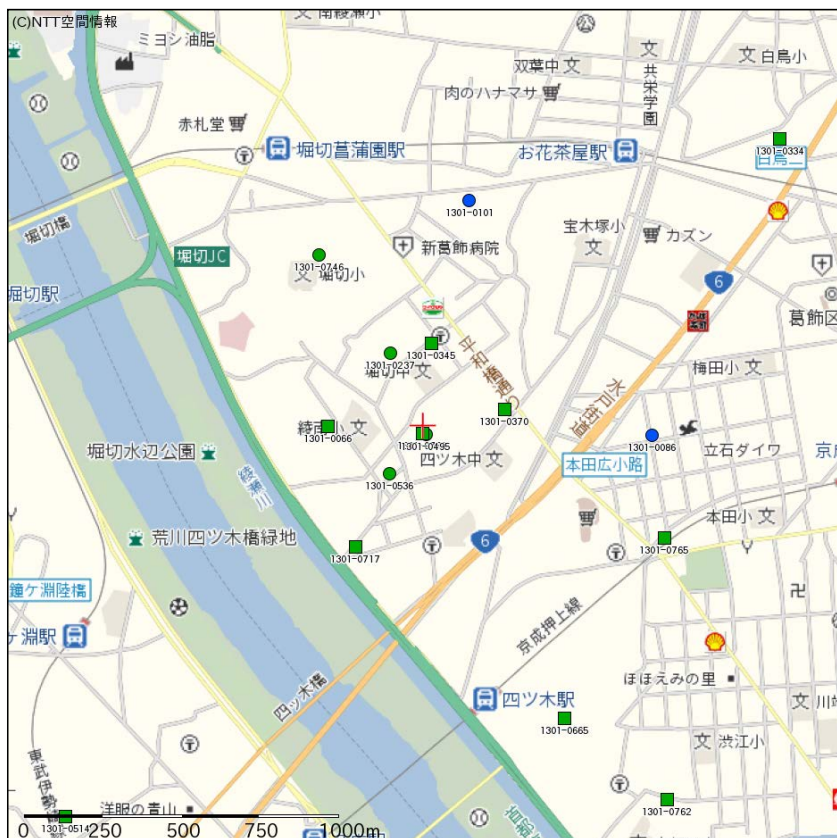 (C)NTT空間情報
南綾瀬小
ミヨシ油脂
双葉中
共栄学園
白鳥小
肉のハナマサ
赤札堂
堀切菖蒲園駅
お花茶屋駅
1301-0334
1301-0101
堀切橋
宝木塚小
カズン
新葛飾病院
堀切JC
堀切小
1301-0746
6
堀切駅
葛飾区
1301-0345
平和橋通り
1301-0237
堀切中
梅田小
水戸街道
1301-0370
綾南小
1301-0066
1301-0495
1301-0086
堀切水辺公園
四ツ木中
立石ダイワ
本田広小路
綾瀬川
1301-0536
本田小
荒川四ツ木橋緑地
6
1301-0717
1301-0765
鐘ケ淵陸橋
京成押上線
ケ淵駅
ほほえみの里
四ッ木橋
四ツ木駅
1301-0665
渋江小
1301-0762
洋服の青山
1301-0514
0 250 500 750 1000m